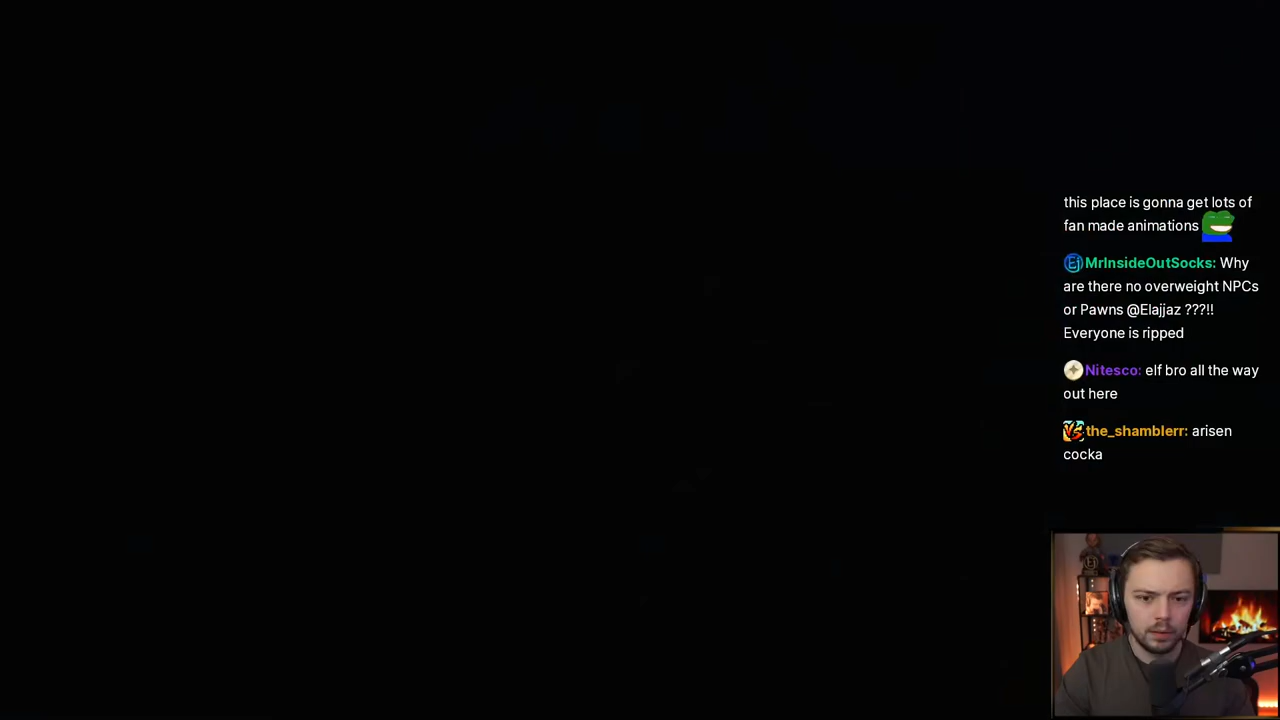 this place is gonna get lots of
fan made animations
MrInsideOutSocks: Why
are there no overweight NPCs
or Pawns @Elajjaz ???!!
Everyone is ripped
Nitesco: elf bro all the way
out here
the_shamblerr: arisen
cocka